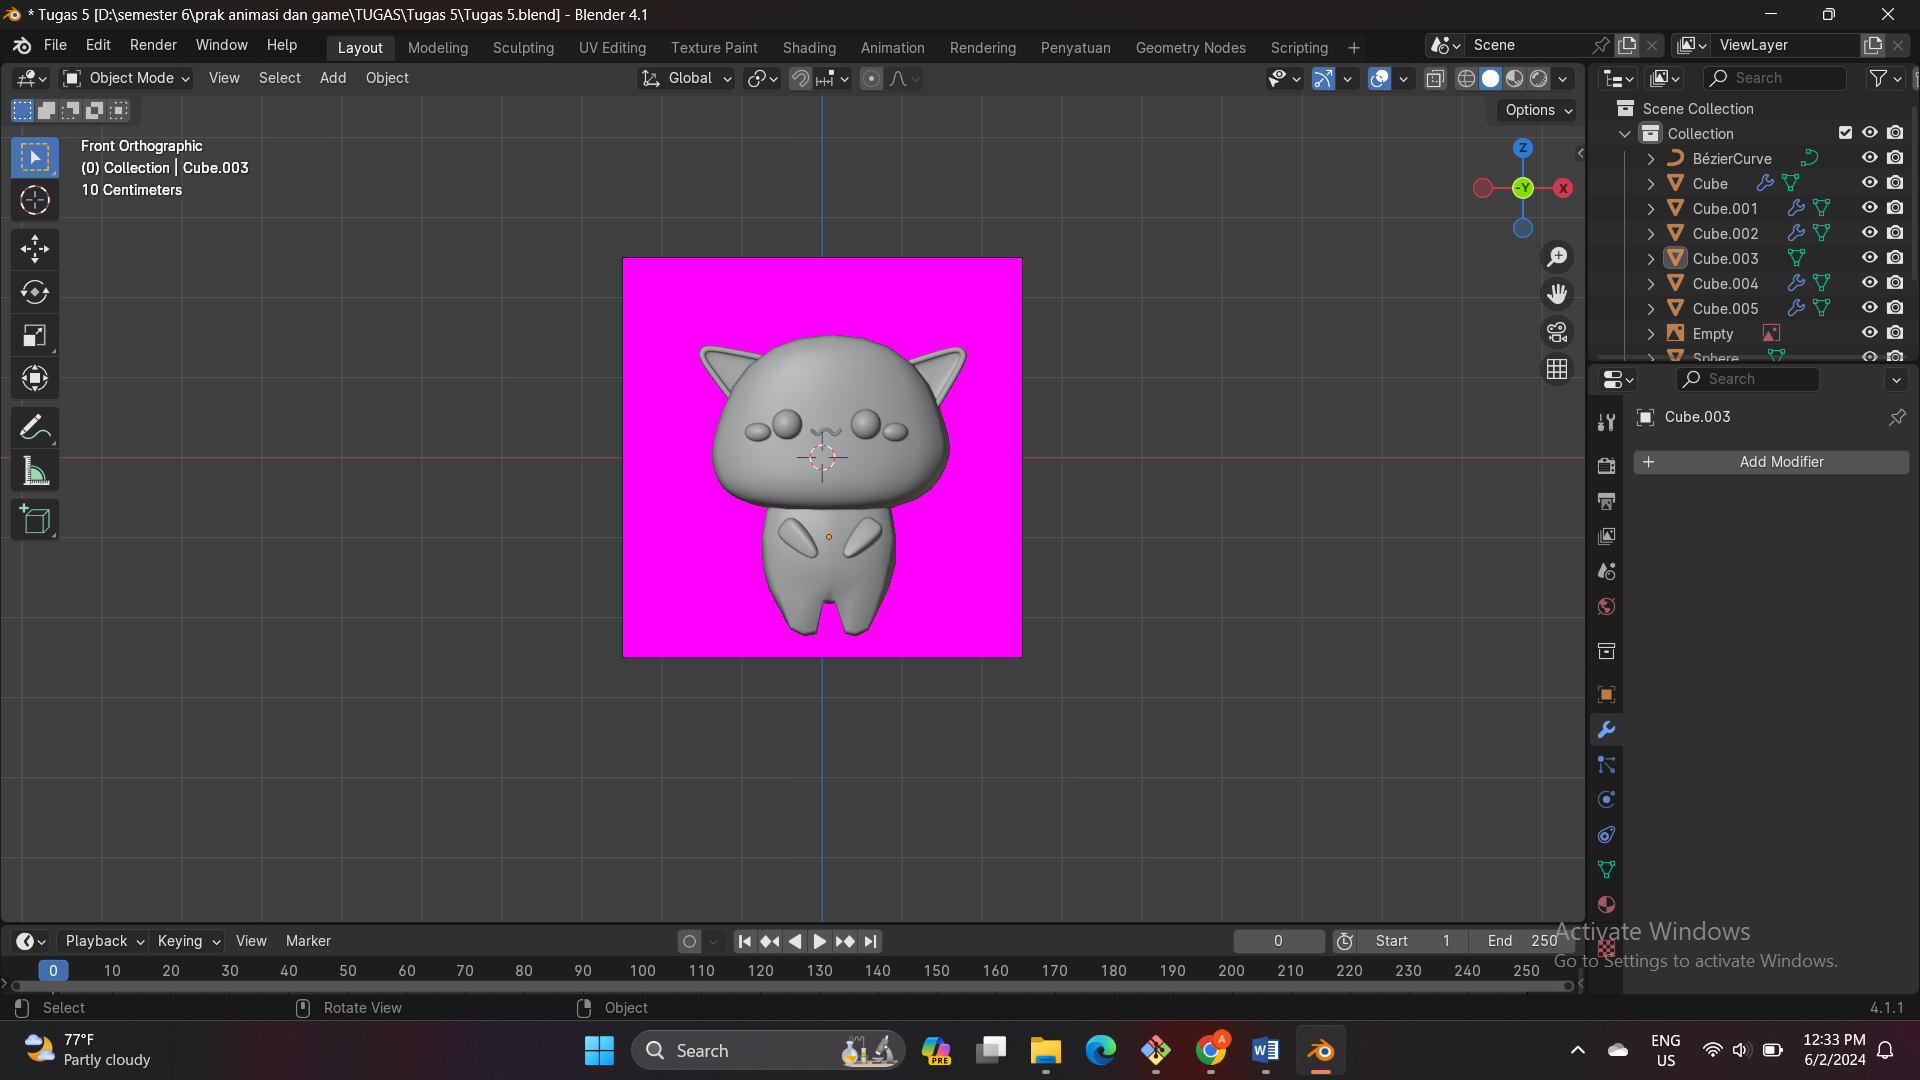 * Tugas 5 [D:\semester 6\prak animasi dan game\TUGAS\Tugas 5\Tugas 5.blend] - Blender 4.1
File Edit Render Window Help Layout Modeling Sculpting UV Editing Texture Paint Shading Animation Rendering Penyatuan Geometry Nodes Scripting + Scene ViewLayer
Object Mode View Select Add Object Global Search
Options
Front Orthographic
(0) Collection | Cube.003
10 Centimeters
Z
-Y
X
Scene Collection
Collection
BézierCurve
Cube
Cube.001
Cube.002
Cube.003
Cube.004
Cube.005
Empty
Sphere
Search
Cube.003
+ Add Modifier
Playback Keying View Marker 0 Start 1 End 250
0 10 20 30 40 50 60 70 80 90 100 110 120 130 140 150 160 170 180 190 200 210 220 230 240 250
Activate Windows
Go to Settings to activate Windows.
Select Rotate View Object 4.1.1
77°F
Partly cloudy
Search
PRE
A
ENG
US
12:33 PM
6/2/2024